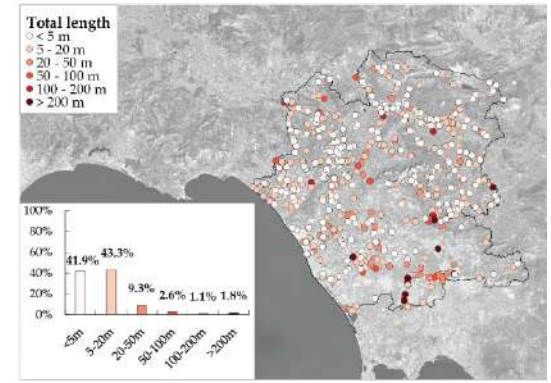 Total length
< 5 m
5 - 20 m
20 - 50 m
50 - 100 m
100 - 200 m
> 200 m
100%
80%
60%
40%
20%
0%
41.9%
43.3%
9.3%
2.6%
1.1%
1.8%
<5m
5-20m
20-50m
50-100m
100-200m
>200m